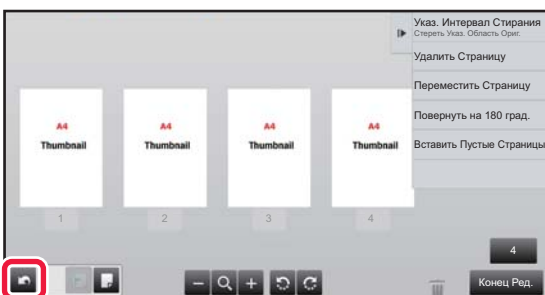 Указ. Интервал Стирания
Стереть Указ. Область Ориг.
Удалить Страницу
Переместить Страницу
Повернуть на 180 град.
Вставить Пустые Страницы
A4 A4 A4 A4
Thumbnail Thumbnail Thumbnail Thumbnail
1 2 3 4
4
Конец Ред.